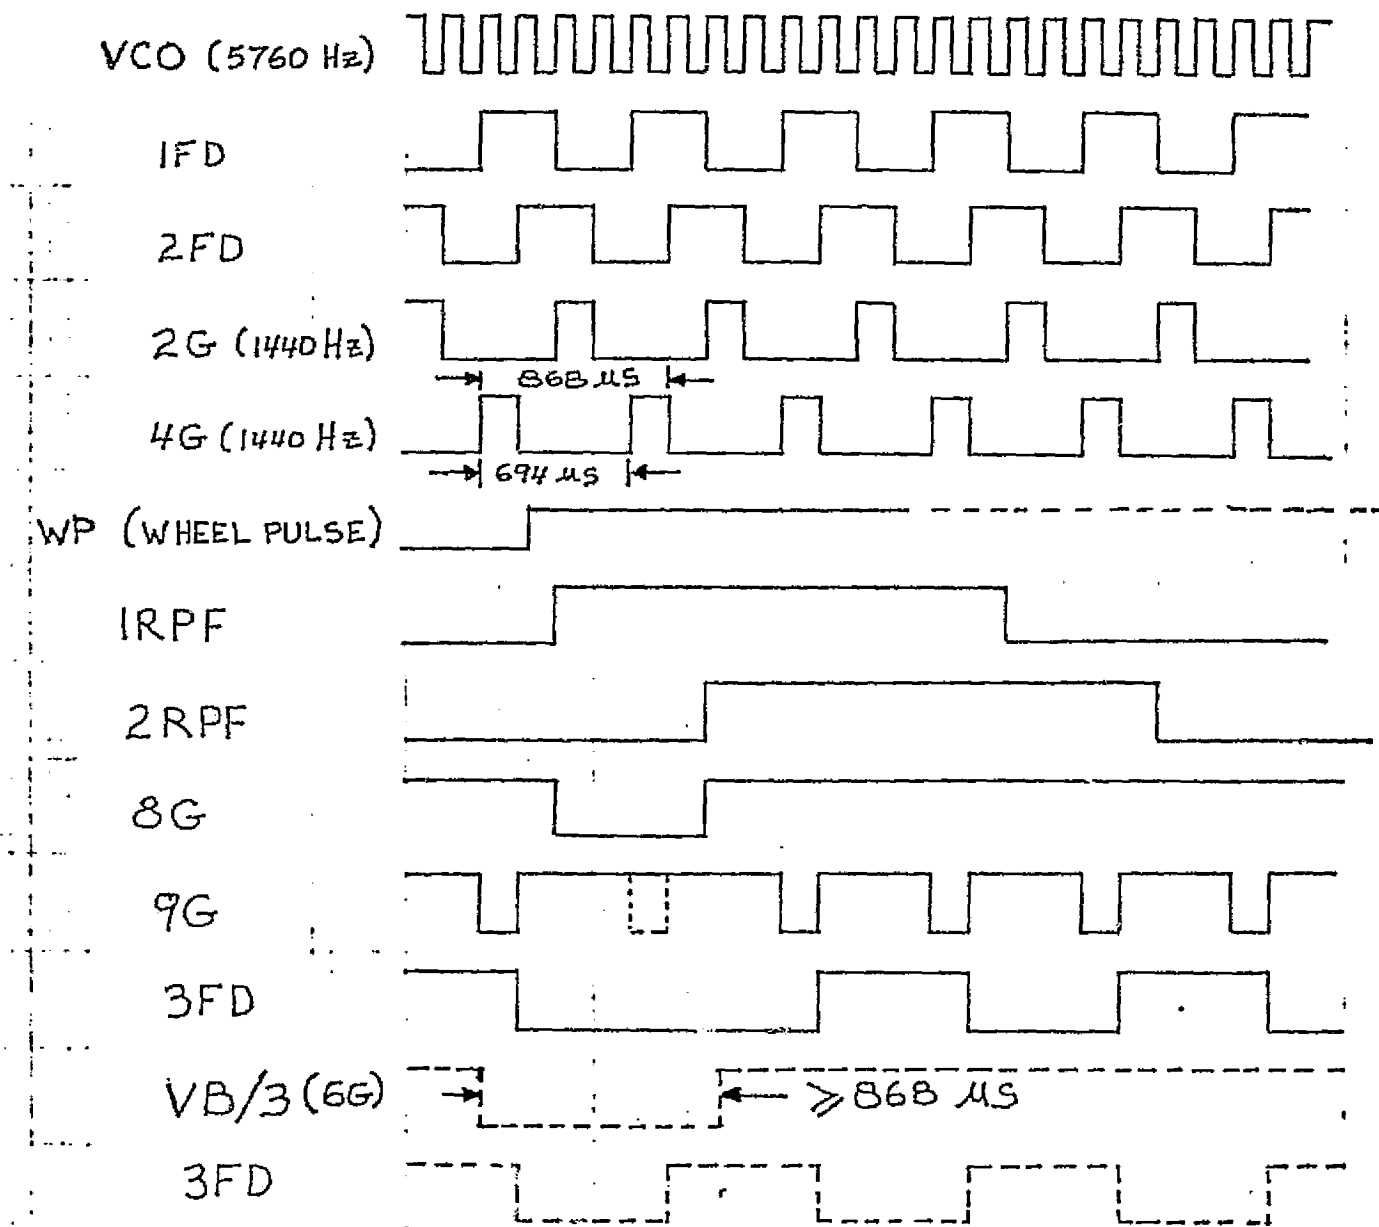 VCO (5760 Hz)
1FD
2FD
2G (1440 Hz)
868 µS
4G (1440 Hz)
694 µS
WP (WHEEL PULSE)
1RPF
2RPF
8G
9G
3FD
VB/3 (6G)
⩾ 868 µS
3FD